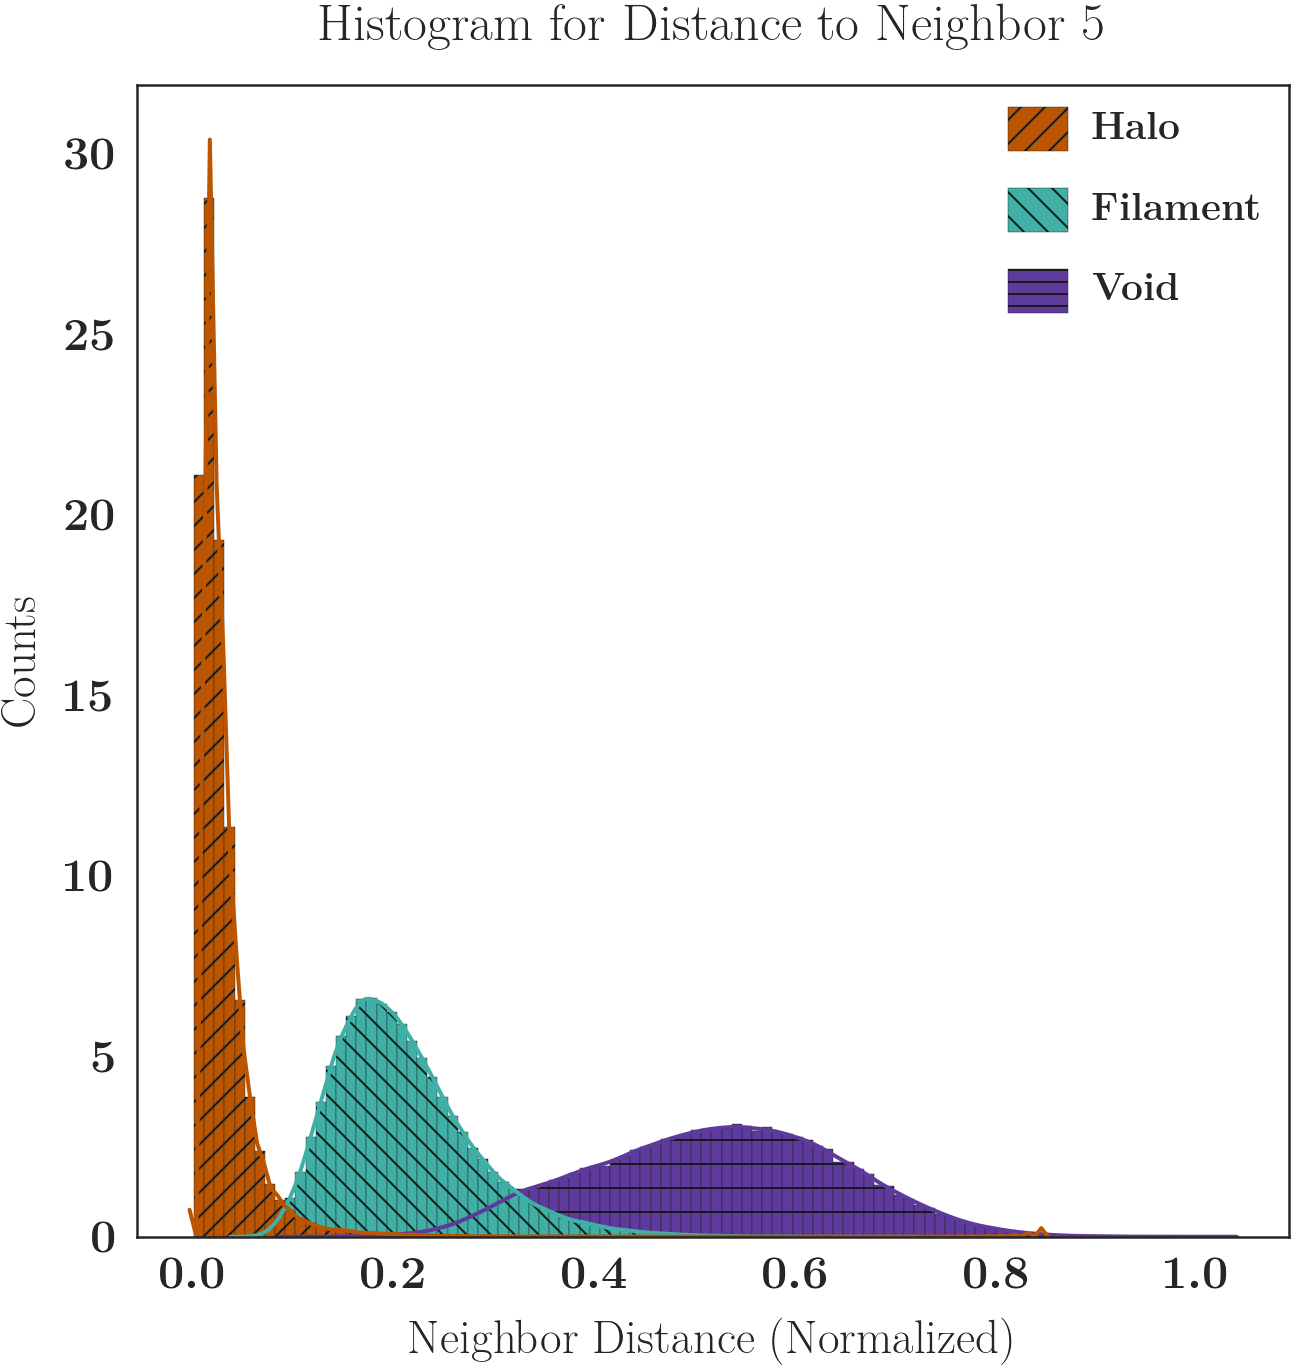 Histogram for Distance to Neighbor 5
Halo
Filament
Void
30
25
20
15
10
5
0
Counts
0.0 0.2 0.4 0.6 0.8 1.0
Neighbor Distance (Normalized)